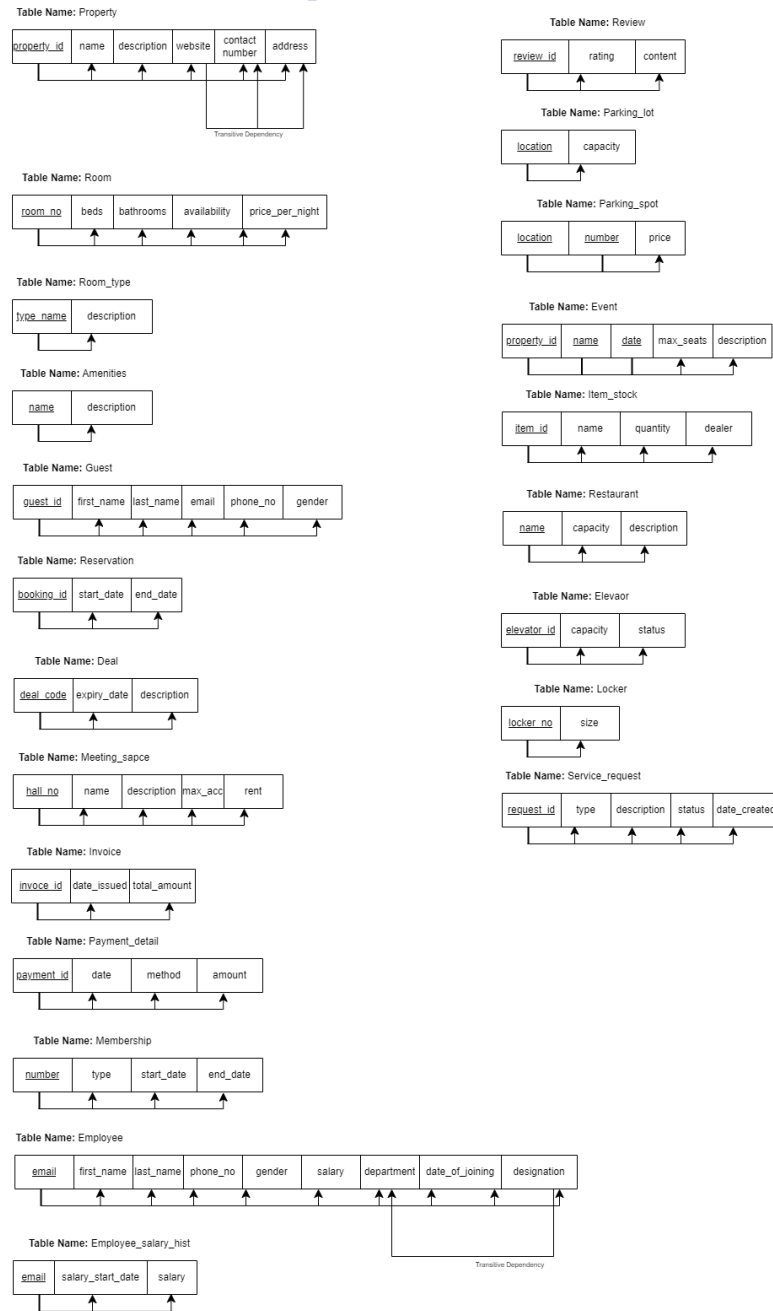 Table Name: Property
property_id name description website contact number address
Transitive Dependency
Table Name: Room
room_no beds bathrooms availability price_per_night
Table Name: Room_type
type_name description
Table Name: Amenities
name description
Table Name: Guest
guest_id first_name last_name email phone_no gender
Table Name: Reservation
booking_id start_date end_date
Table Name: Deal
deal_code expiry_date description
Table Name: Meeting_sapce
hall_no name description max_acc rent
Table Name: Invoice
invoce_id date_issued total_amount
Table Name: Payment_detail
payment_id date method amount
Table Name: Membership
number type start_date end_date
Table Name: Employee
email first_name last_name phone_no gender salary department date_of_joining designation
Transitive Dependency
Table Name: Employee_salary_hist
email salary_start_date salary
Table Name: Review
review_id rating content
Table Name: Parking_lot
location capacity
Table Name: Parking_spot
location number price
Table Name: Event
property_id name date max_seats description
Table Name: Item_stock
item_id name quantity dealer
Table Name: Restaurant
name capacity description
Table Name: Elevaor
elevator_id capacity status
Table Name: Locker
locker_no size
Table Name: Service_request
request_id type description status date_created